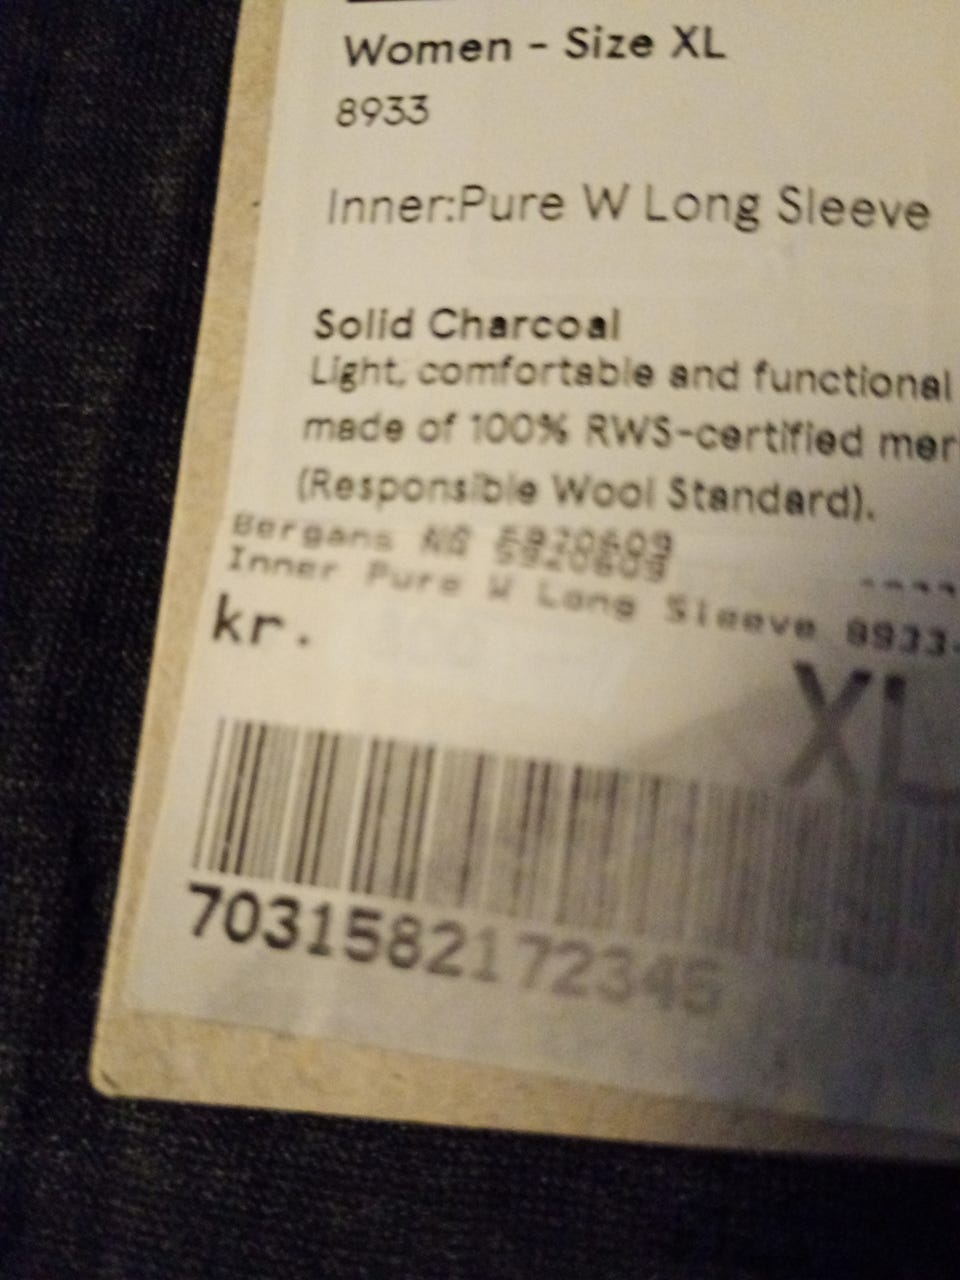 Women - Size XL
8933
Inner:Pure W Long Sleeve
Solid Charcoal
Light, comfortable and functional
made of 100% RWS-certified mer
(Responsible Wool Standard).
Bergans
Inner Pure W Long Sleeve 8933-
kr.
XL
7031582172345